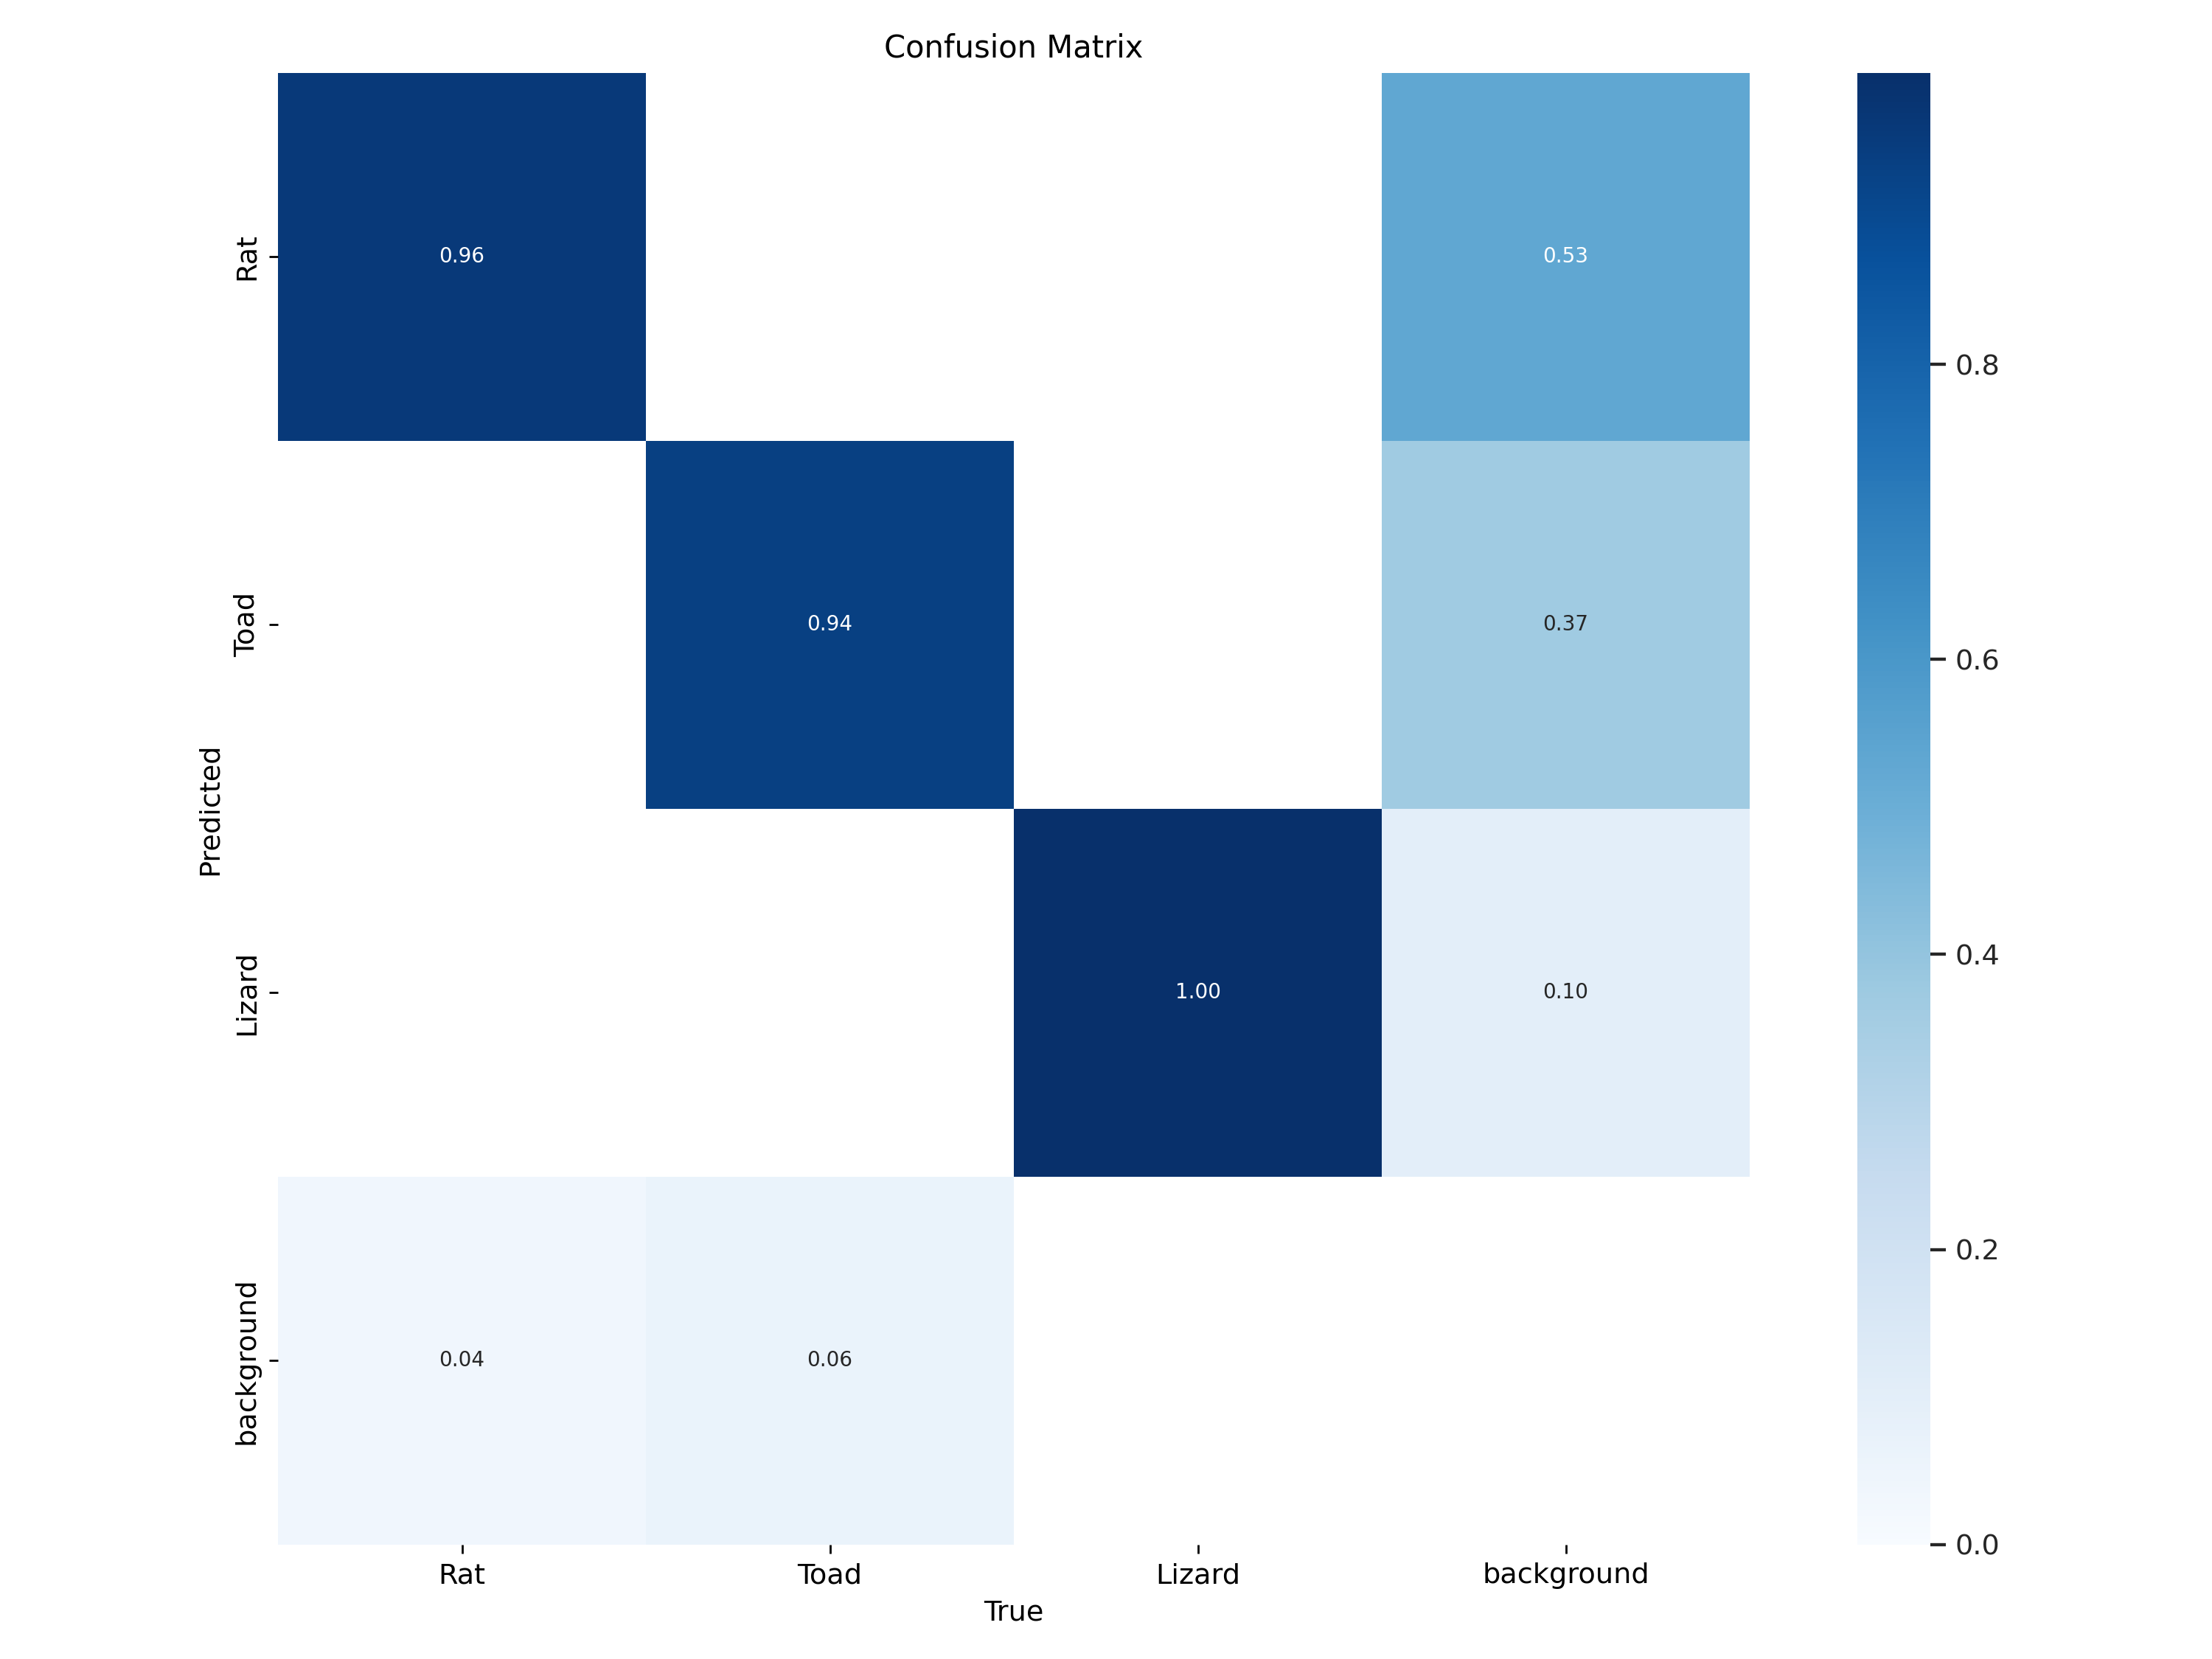 Confusion Matrix
Rat
0.96
0.53
0.8
Toad
0.94
0.37
0.6
Predicted
Lizard
1.00
0.10
0.4
background
0.04
0.06
0.2
0.0
Rat
Toad
Lizard
background
True